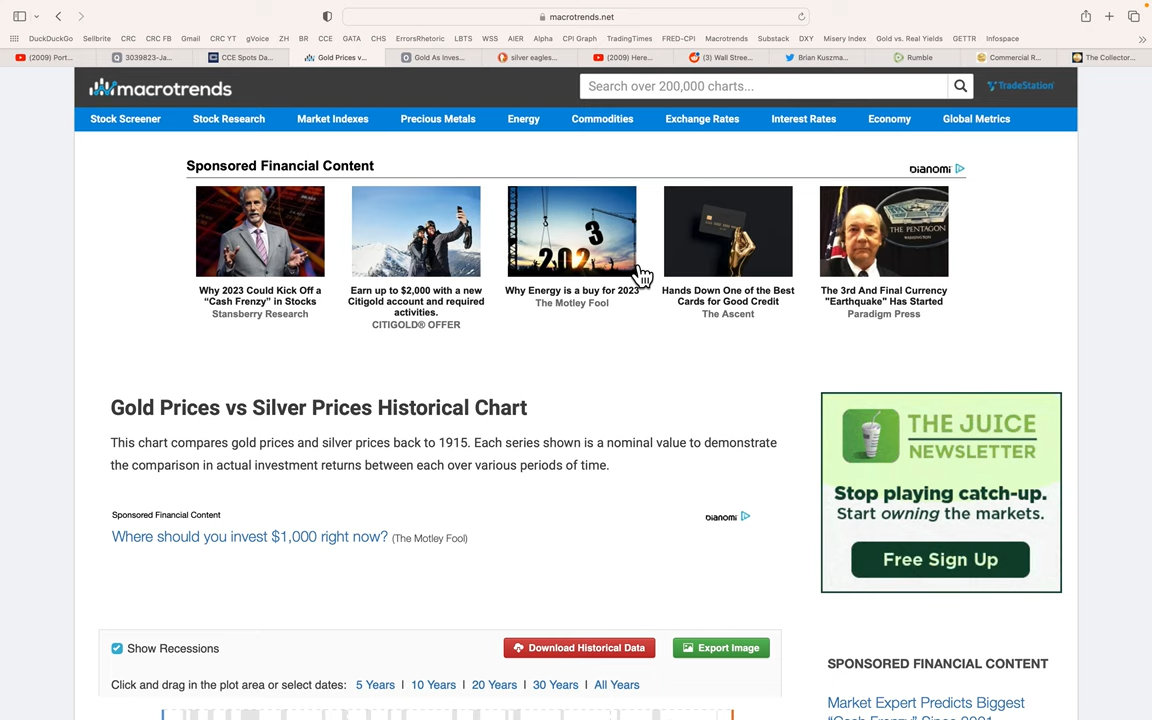 macrotrends.net
DuckDuckGo Sellbrite CRC CRC FB Gmail CRC YT gVoice ZH BR CCE GATA CHS ErrorsRhetoric LBTS WSS AIER Alpha CPI Graph TradingTimes FRED-CPI Macrotrends Substack DXY Misery Index Gold vs. Real Yields GETTR Infospace
(2009) Port... 3039823-Ja... CCE Spots Da... Gold Prices v... Gold As Inves... silver eagles... (2009) Here... (3) Wall Stree... Brian Kuszma... Rumble Commercial R... The Collector...
macrotrends
Search over 200,000 charts...
TradeStation
Stock Screener Stock Research Market Indexes Precious Metals Energy Commodities Exchange Rates Interest Rates Economy Global Metrics
Sponsored Financial Content
DIANOMI
THE PENTAGON
WASHINGTON
2023
Why 2023 Could Kick Off a
“Cash Frenzy” in Stocks
Stansberry Research
Earn up to $2,000 with a new
Citigold account and required
activities.
CITIGOLD® OFFER
Why Energy is a buy for 2023
The Motley Fool
Hands Down One of the Best
Cards for Good Credit
The Ascent
The 3rd And Final Currency
"Earthquake" Has Started
Paradigm Press
Gold Prices vs Silver Prices Historical Chart
This chart compares gold prices and silver prices back to 1915. Each series shown is a nominal value to demonstrate
the comparison in actual investment returns between each over various periods of time.
Sponsored Financial Content
DIANOMI
Where should you invest $1,000 right now? (The Motley Fool)
THE JUICE
NEWSLETTER
Stop playing catch-up.
Start owning the markets.
Free Sign Up
Show Recessions
Download Historical Data
Export Image
Click and drag in the plot area or select dates: 5 Years | 10 Years | 20 Years | 30 Years | All Years
SPONSORED FINANCIAL CONTENT
Market Expert Predicts Biggest
“Cash Frenzy” Since 2001